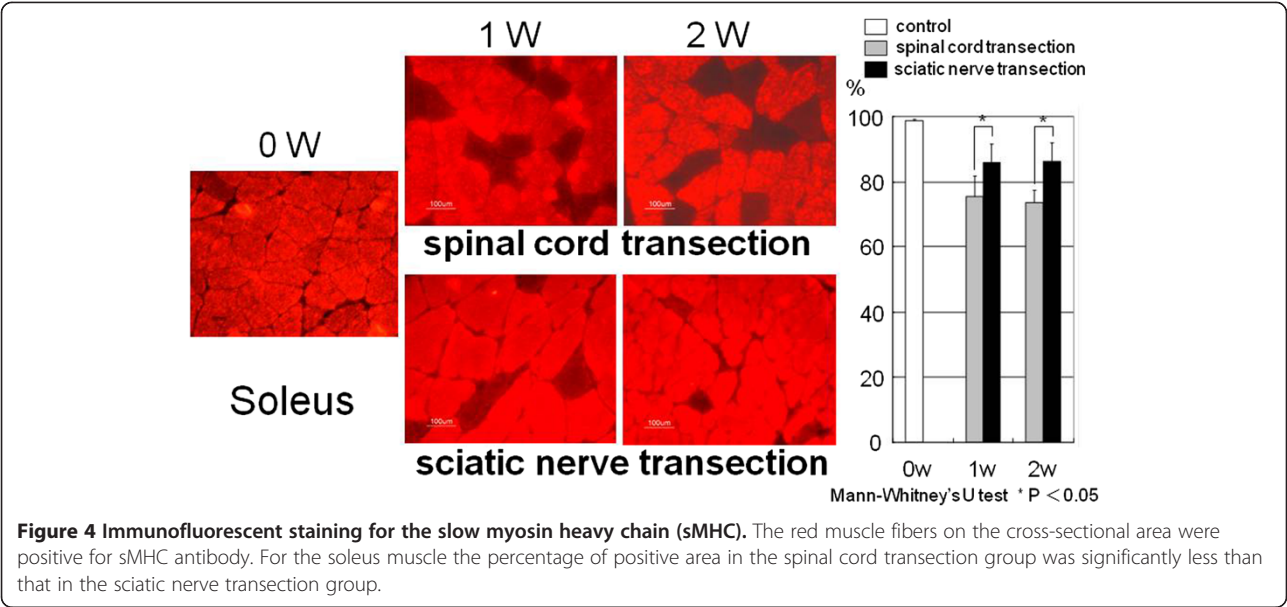 1 W
2 W
0 W
100um
100um
spinal cord transection
Soleus
100um
100um
sciatic nerve transection
control
spinal cord transection
sciatic nerve transection
%
100
80
60
40
20
0
*
*
0w 1w 2w
Mann-Whitney's U test * P < 0.05
Figure 4 Immunofluorescent staining for the slow myosin heavy chain (sMHC). The red muscle fibers on the cross-sectional area were
positive for sMHC antibody. For the soleus muscle the percentage of positive area in the spinal cord transection group was significantly less than
that in the sciatic nerve transection group.